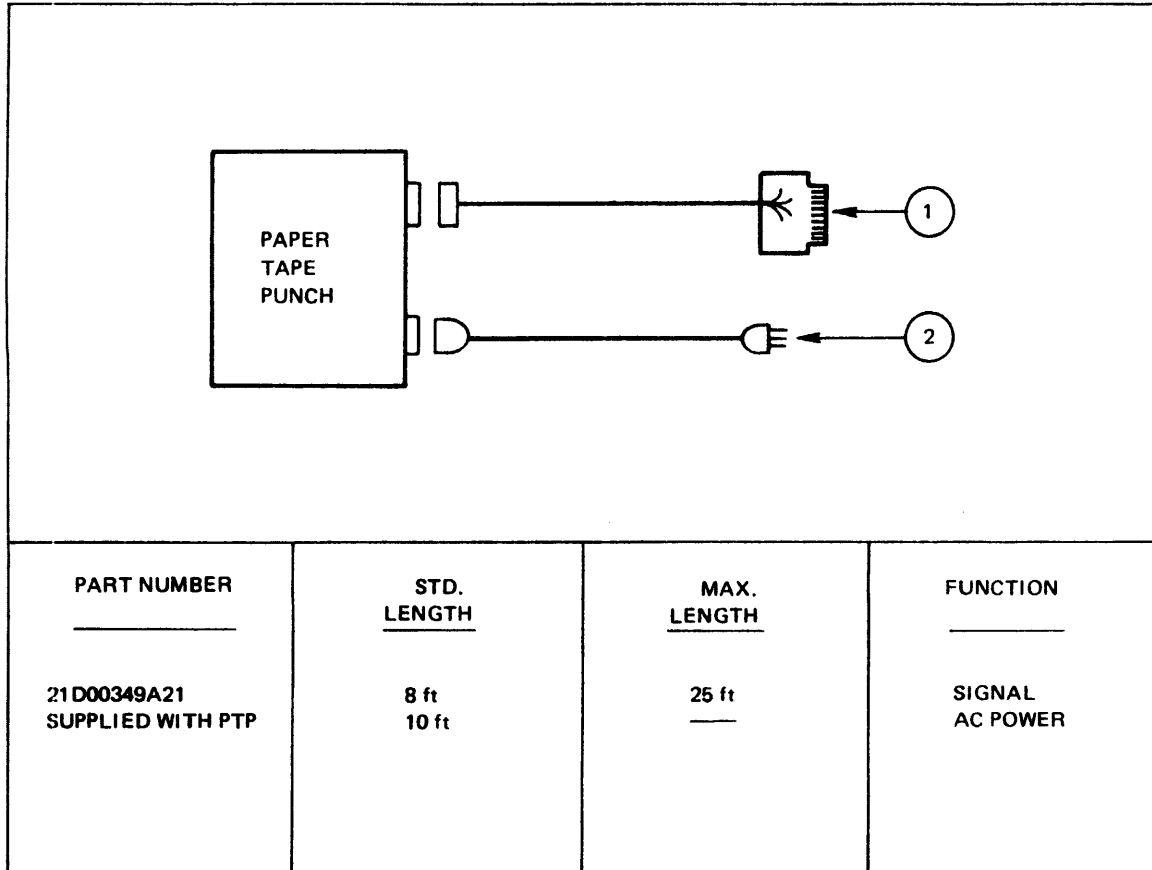 PAPER
TAPE
PUNCH
1
2
PART NUMBER
STD.
LENGTH
MAX.
LENGTH
FUNCTION
21D00349A21
8 ft
25 ft
SIGNAL
SUPPLIED WITH PTP
10 ft
—
AC POWER